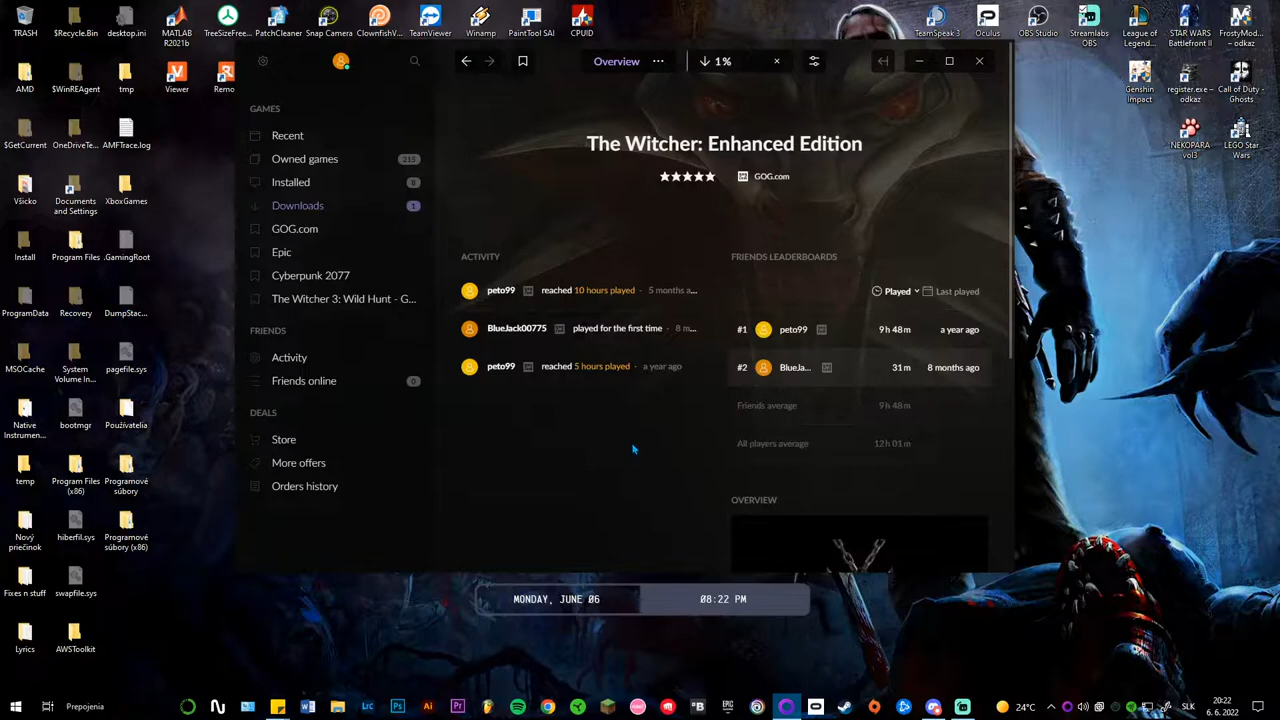 TRASH
$Recycle.Bin
desktop.ini
MATLAB
R2021b
TreeSizeFree...
PatchCleaner
Snap Camera
ClownfishV...
TeamViewer
Winamp
PaintTool SAI
CPUID
TeamSpeak 3
Oculus
OBS Studio
Streamlabs
OBS
League of
Legend...
STAR WARS
Battlefront II
FrostyMod...
– odkaz
AMD
$WinREAgent
tmp
Viewer
Remo
Genshin
Impact
register.exe –
odkaz
Call of Duty -
Ghosts
$GetCurrent
OneDriveTe...
AMFTrace.log
NEKOPARA
vol3
LEGO Star
Wars
Všicko
Documents
and Settings
XboxGames
Install
Program Files
.GamingRoot
ProgramData
Recovery
DumpStac...
MSOCache
System
Volume In...
pagefile.sys
Native
Instrumen...
bootmgr
Používatelia
temp
Program Files
(x86)
Programové
súbory
Nový
priečinok
hiberfil.sys
Programové
súbory (x86)
Fixes n stuff
swapfile.sys
Lyrics
AWSToolkit
Overview
1%
GAMES
Recent
Owned games 215
Installed 8
Downloads 1
GOG.com
Epic
Cyberpunk 2077
The Witcher 3: Wild Hunt - G...
FRIENDS
Activity
Friends online 0
DEALS
Store
More offers
Orders history
The Witcher: Enhanced Edition
GOG.com
ACTIVITY
peto99 reached 10 hours played · 5 months a...
BlueJack00775 played for the first time · 8 m...
peto99 reached 5 hours played · a year ago
FRIENDS LEADERBOARDS
Played Last played
#1 peto99 9 h 48 m a year ago
#2 BlueJa... 31 m 8 months ago
Friends average 9 h 48 m
All players average 12 h 01 m
OVERVIEW
MONDAY, JUNE 06 08:22 PM
Prepojenia
Lrc
Ps
Ai
Pr
EPIC
24°C
SLK
20:22
6. 6. 2022